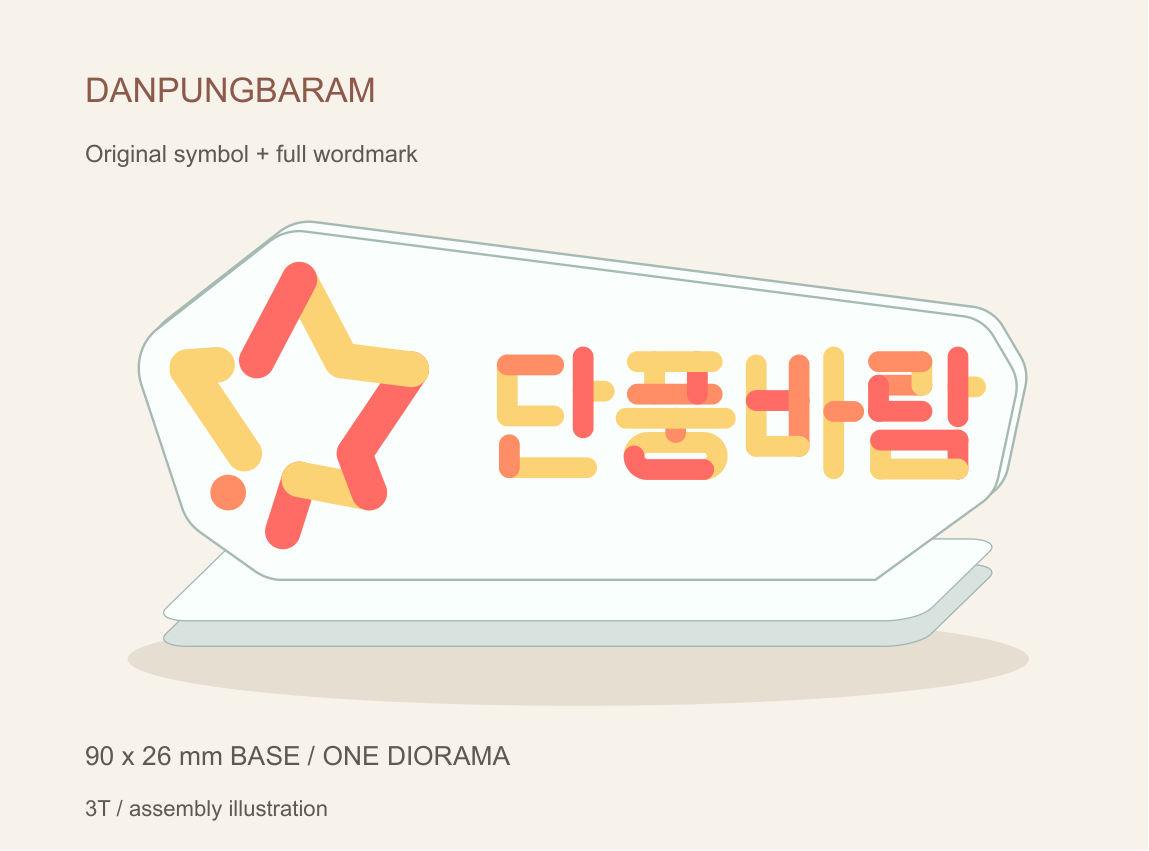 DANPUNGBARAM
Original symbol + full wordmark
단풍바람
90 x 26 mm BASE / ONE DIORAMA
3T / assembly illustration